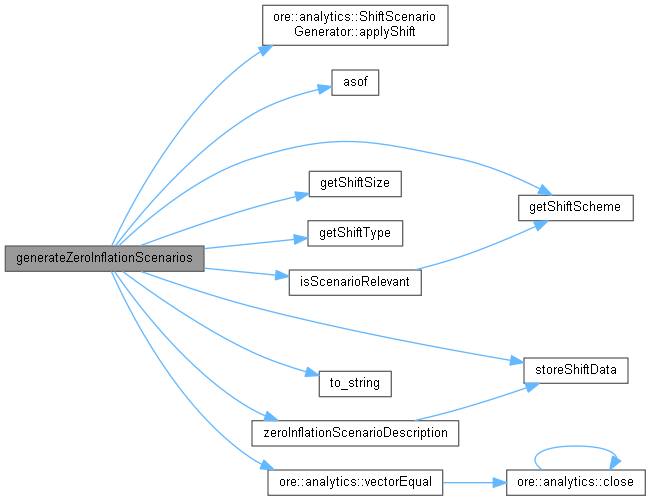 ore::analytics::ShiftScenario
Generator::applyShift
asof
getShiftSize
getShiftScheme
getShiftType
generateZeroInflationScenarios
isScenarioRelevant
storeShiftData
to_string
zeroInflationScenarioDescription
ore::analytics::vectorEqual
ore::analytics::close